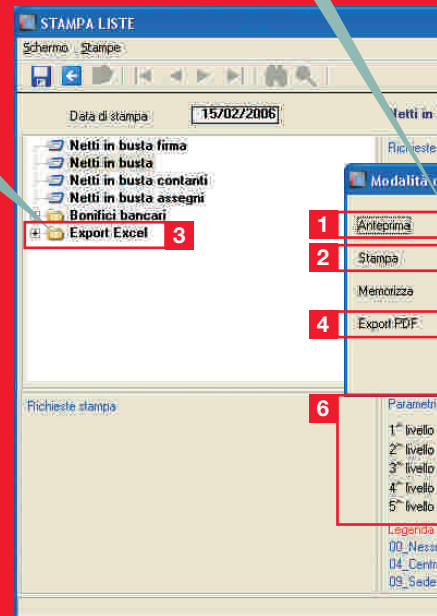 STAMPA LISTE
Schermo Stampe
Data di stampa 15/02/2006
Netti in
Netti in busta firma
Netti in busta
Netti in busta contanti
Netti in busta assegni
Bonifici bancari
Export Excel 3
Richieste
Modalità
1 Anteprima
2 Stampa
Memorizza
4 Export PDF
Richieste stampa
6 Parametri
1° livello
2° livello
3° livello
4° livello
5° livello
Legenda
00_Ness
04_Centr
09_Sede